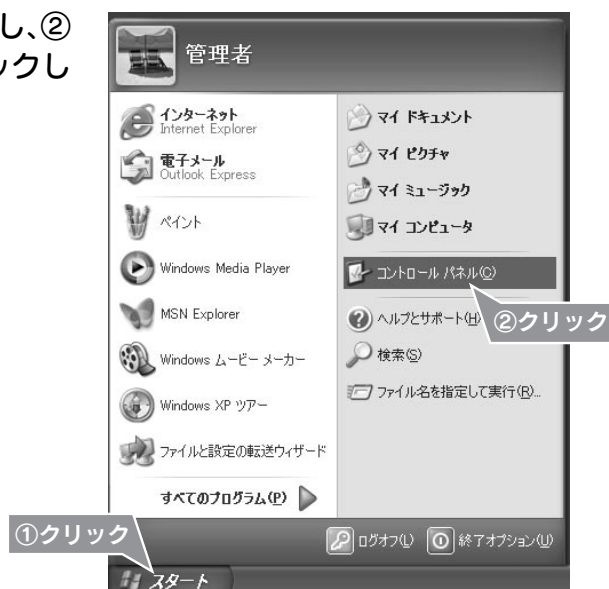 し、②
ックし
管理者
インターネット
Internet Explorer
電子メール
Outlook Express
ペイント
Windows Media Player
MSN Explorer
Windows ムービー メーカー
Windows XP ツアー
ファイルと設定の転送ウィザード
すべてのプログラム(P)
マイ ドキュメント
マイ ピクチャ
マイ ミュージック
マイ コンピュータ
コントロール パネル(C)
ヘルプとサポート(H)
②クリック
検索(S)
ファイル名を指定して実行(R)...
①クリック
ログオフ(L)
終了オプション(U)
スタート